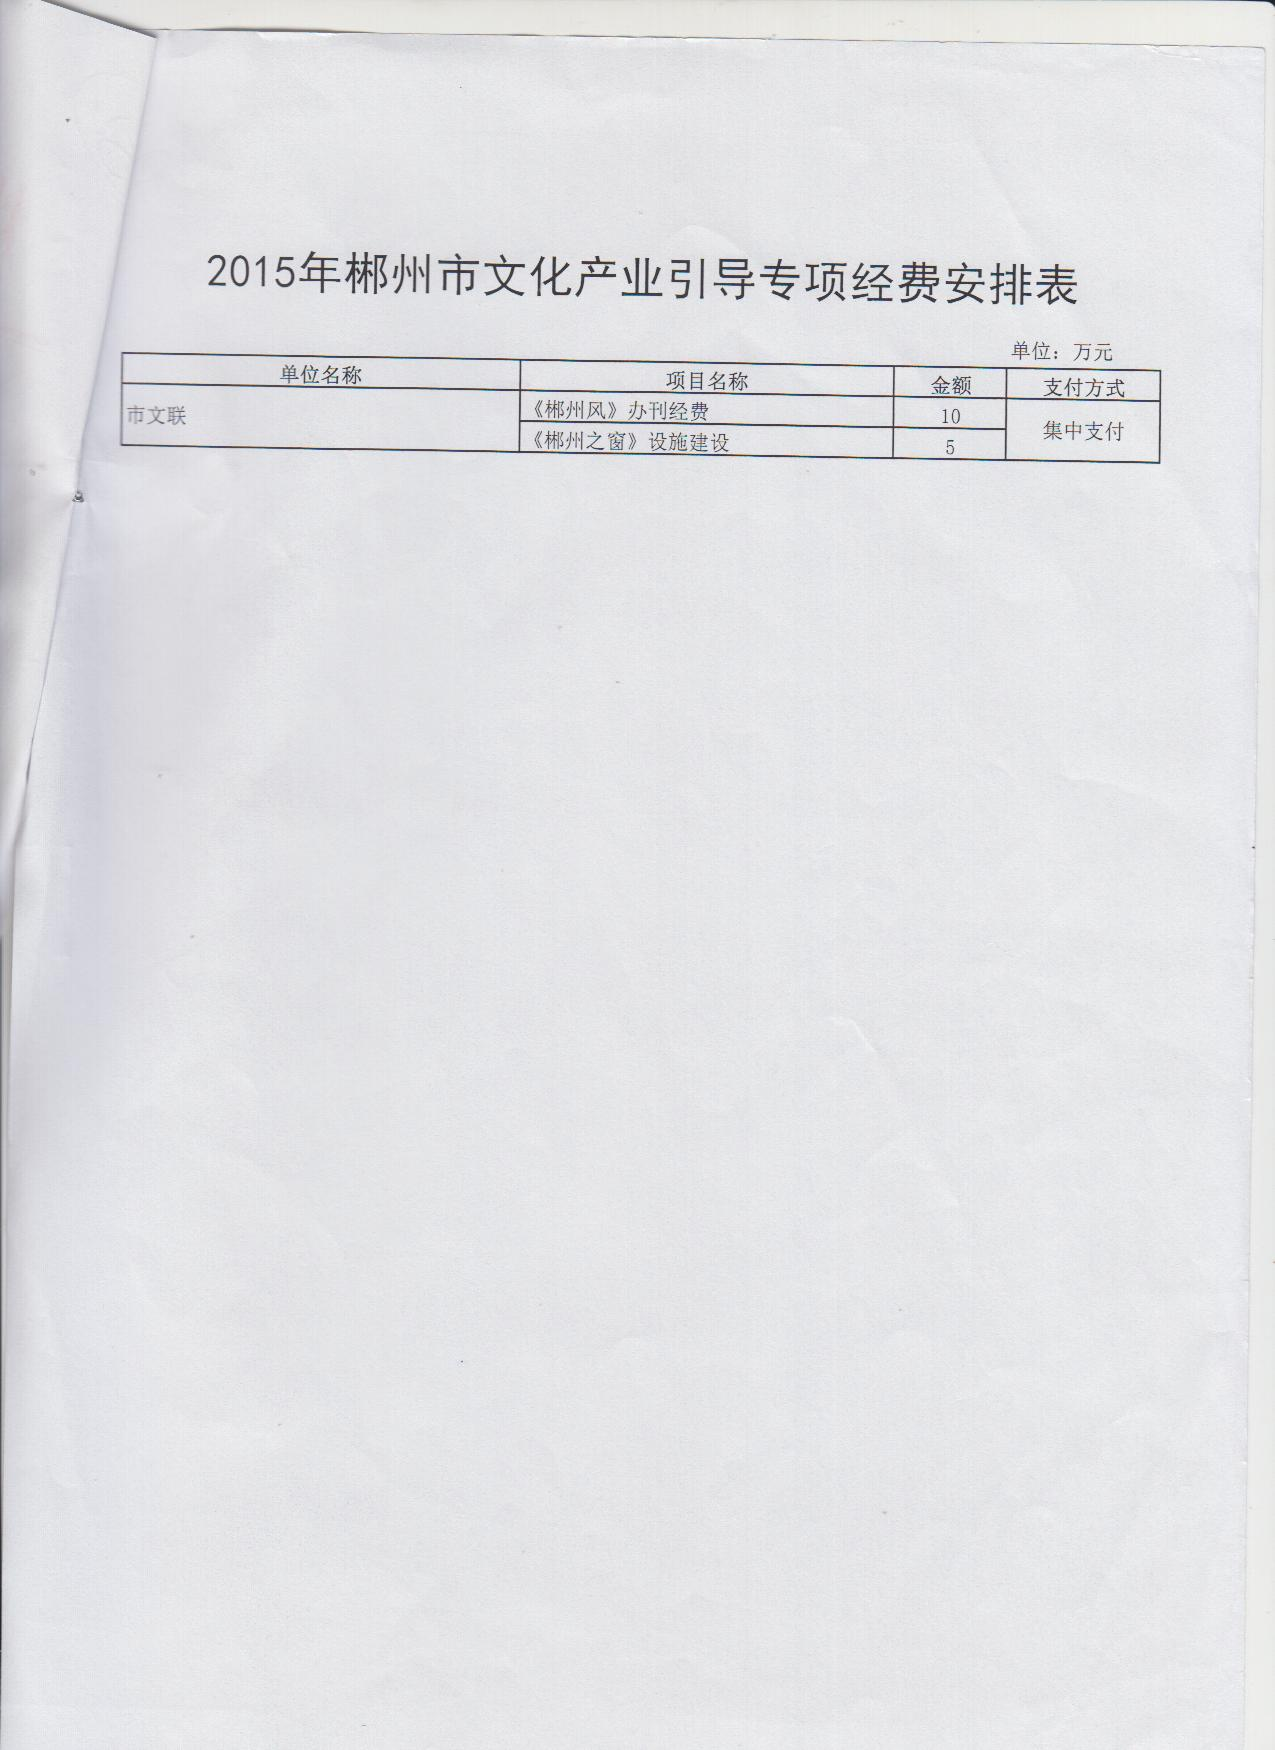 2015年郴州市文化产业引导专项经费安排表
单位：万元
单位名称 项目名称 金额 支付方式
市文联 《郴州风》办刊经费 10 集中支付
《郴州之窗》设施建设 5